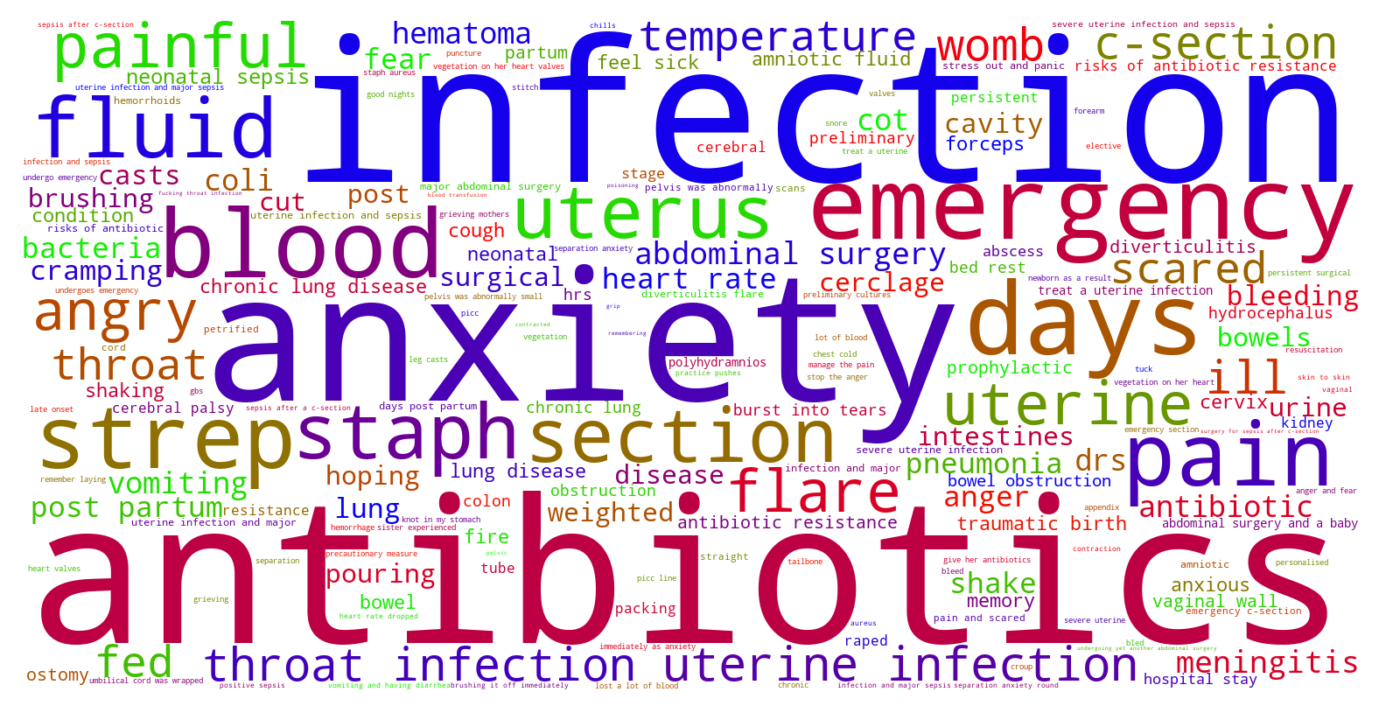 sepsis after c-section
painful
infection
hematoma
chills
temperature
womb
severe uterine infection and sepsis
c-section
fear
puncture
partum
feel sick
amniotic fluid
stress out and panic
risks of antibiotic resistance
neonatal sepsis
staph aureus
vegetation on her heart valves
uterine infection and major sepsis
stitch
good nights
valves
persistent
hemorrhoids
fluid
forearm
snore
cot
cavity
preliminary
forceps
elective
cerebral
treat a uterine
infection and sepsis
undergo emergency
casts
coli
stage
major abdominal surgery
poisoning
pelvis was abnormally
scans
emergency
brushing
fucking throat infection
cut
post
blood transfusion
uterus
condition
uterine infection and sepsis
grieving mothers
risks of antibiotic
cough
bacteria
blood
neonatal
separation anxiety
abdominal surgery
abscess
diverticulitis
cramping
surgical
heart rate
cerclage
bed rest
scared
persistent surgical
chronic lung disease
newborn as a result
undergoes emergency
pelvis was abnormally small
hrs
diverticulitis flare
preliminary cultures
treat a uterine infection
bleeding
angry
picc
grip
days
hydrocephalus
petrified
contracted
anxiety
cord
vegetation
remembering
lot of blood
bowels
resuscitation
throat
leg casts
polyhydramnios
chest cold
manage the pain
prophylactic
practice pushes
stop the anger
tuck
ill
skin to skin
shaking
gbs
vegetation on her heart
vaginal
late onset
cerebral palsy
sepsis after a c-section
days post partum
chronic lung
burst into tears
uterine
cervix
urine
kidney
strep
staph
section
emergency section
surgery for sepsis after c-section
intestines
severe uterine infection
pain
remember laying
hoping
lung disease
disease
infection and major
pneumonia
drs
vomiting
bowel obstruction
anger and fear
obstruction
flare
anger
post partum
resistance
lung
colon
weighted
antibiotic
appendix
uterine infection and major
hemorrhage
knot in my stomach
sister experienced
antibiotic resistance
traumatic birth
abdominal surgery and a baby
fire
antibiotics
precautionary measure
pelvic
straight
contraction
heart valves
separation
pouring
tube
tailbone
give her antibiotics
bleed
amniotic
personalised
picc line
shake
anxious
grieving
bowel
packing
memory
vaginal wall
heart rate dropped
pain and scared
emergency c-section
aureus
severe uterine
raped
immediately as anxiety
bled
undergoing yet another abdominal surgery
ostomy
fed
throat infection
uterine infection
croup
meningitis
umbilical cord was wrapped
hospital stay
positive sepsis
vomiting and having diarrhea
brushing it off immediately
lost a lot of blood
chronic
infection and major sepsis
separation anxiety round